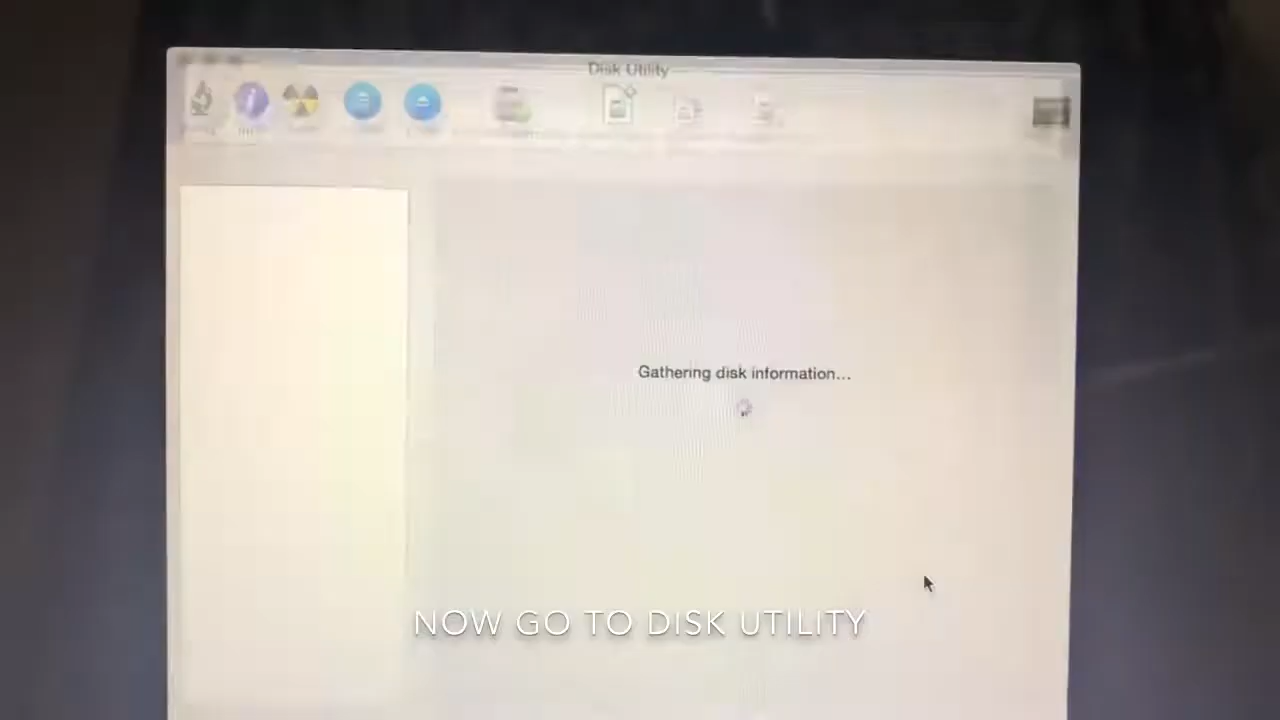 Disk Utility
Gathering disk information...
NOW GO TO DISK UTILITY